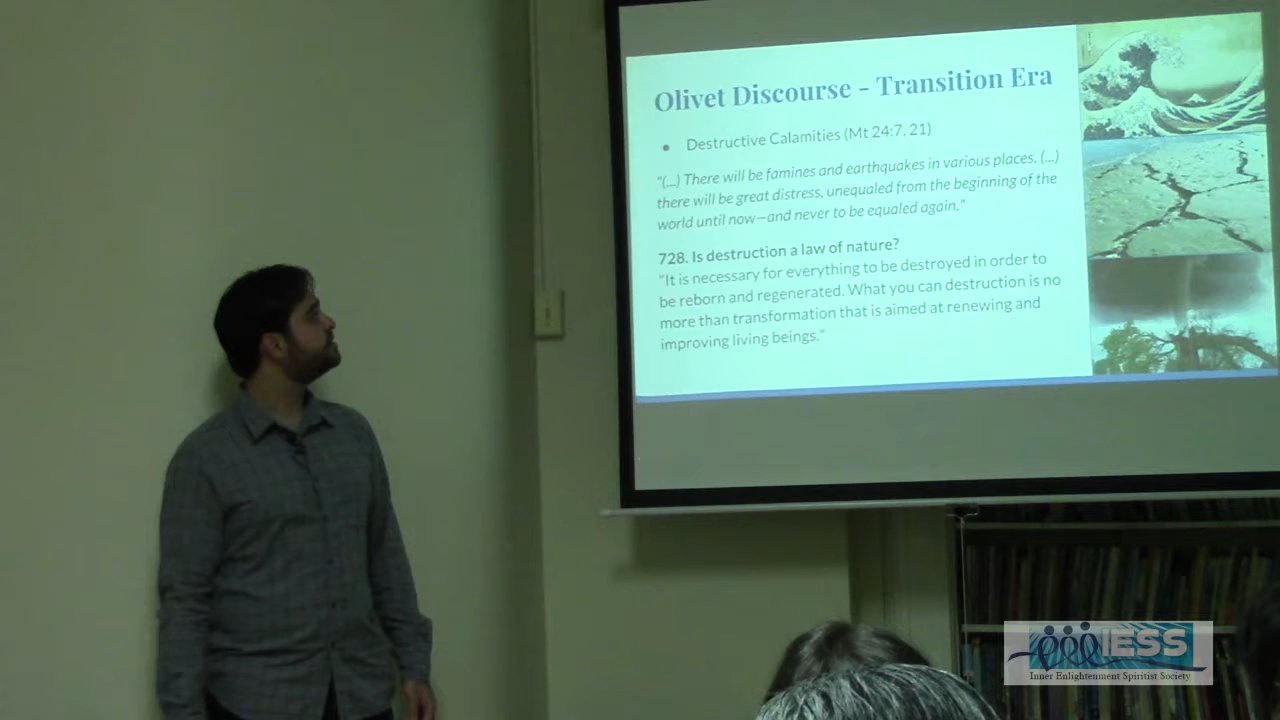 Olivet Discourse - Transition Era
● Destructive Calamities (Mt 24:7, 21)
"(...) There will be famines and earthquakes in various places. (...)
there will be great distress, unequaled from the beginning of the
world until now—and never to be equaled again."
728. Is destruction a law of nature?
"It is necessary for everything to be destroyed in order to
be reborn and regenerated. What you can destruction is no
more than transformation that is aimed at renewing and
improving living beings."
IESS
Inner Enlightenment Spiritist Society